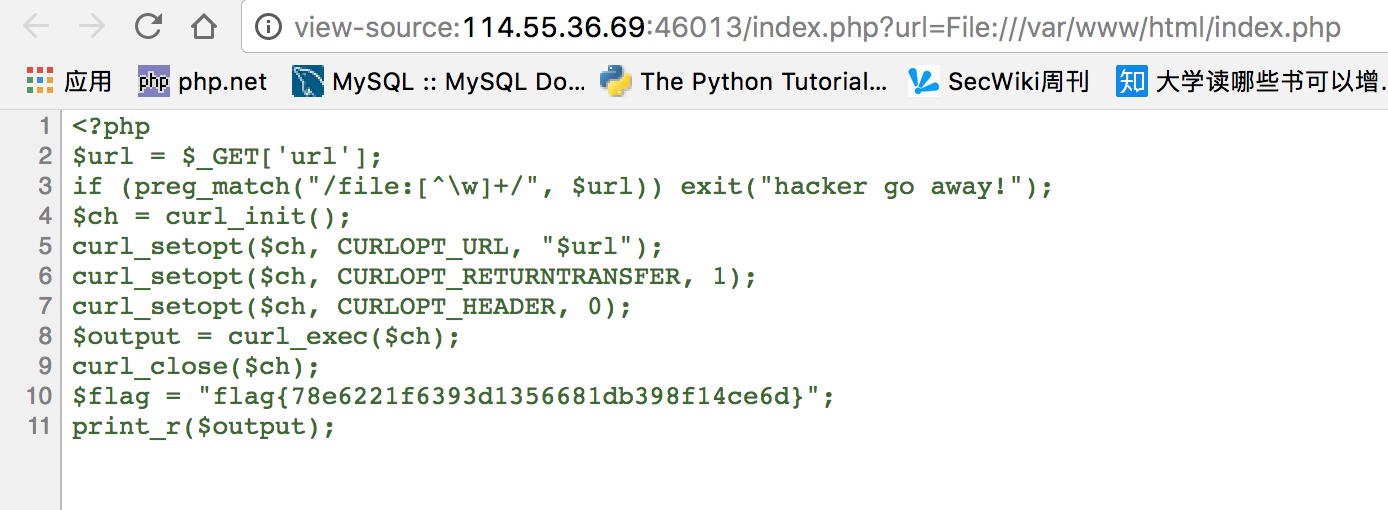 view-source:114.55.36.69:46013/index.php?url=File:///var/www/html/index.php
应用 php php.net MySQL :: MySQL Do... The Python Tutorial... SecWiki周刊 知 大学读哪些书可以增.
1 <?php
2 $url = $_GET['url'];
3 if (preg_match("/file:[^\w]+/", $url)) exit("hacker go away!");
4 $ch = curl_init();
5 curl_setopt($ch, CURLOPT_URL, "$url");
6 curl_setopt($ch, CURLOPT_RETURNTRANSFER, 1);
7 curl_setopt($ch, CURLOPT_HEADER, 0);
8 $output = curl_exec($ch);
9 curl_close($ch);
10 $flag = "flag{78e6221f6393d1356681db398f14ce6d}";
11 print_r($output);